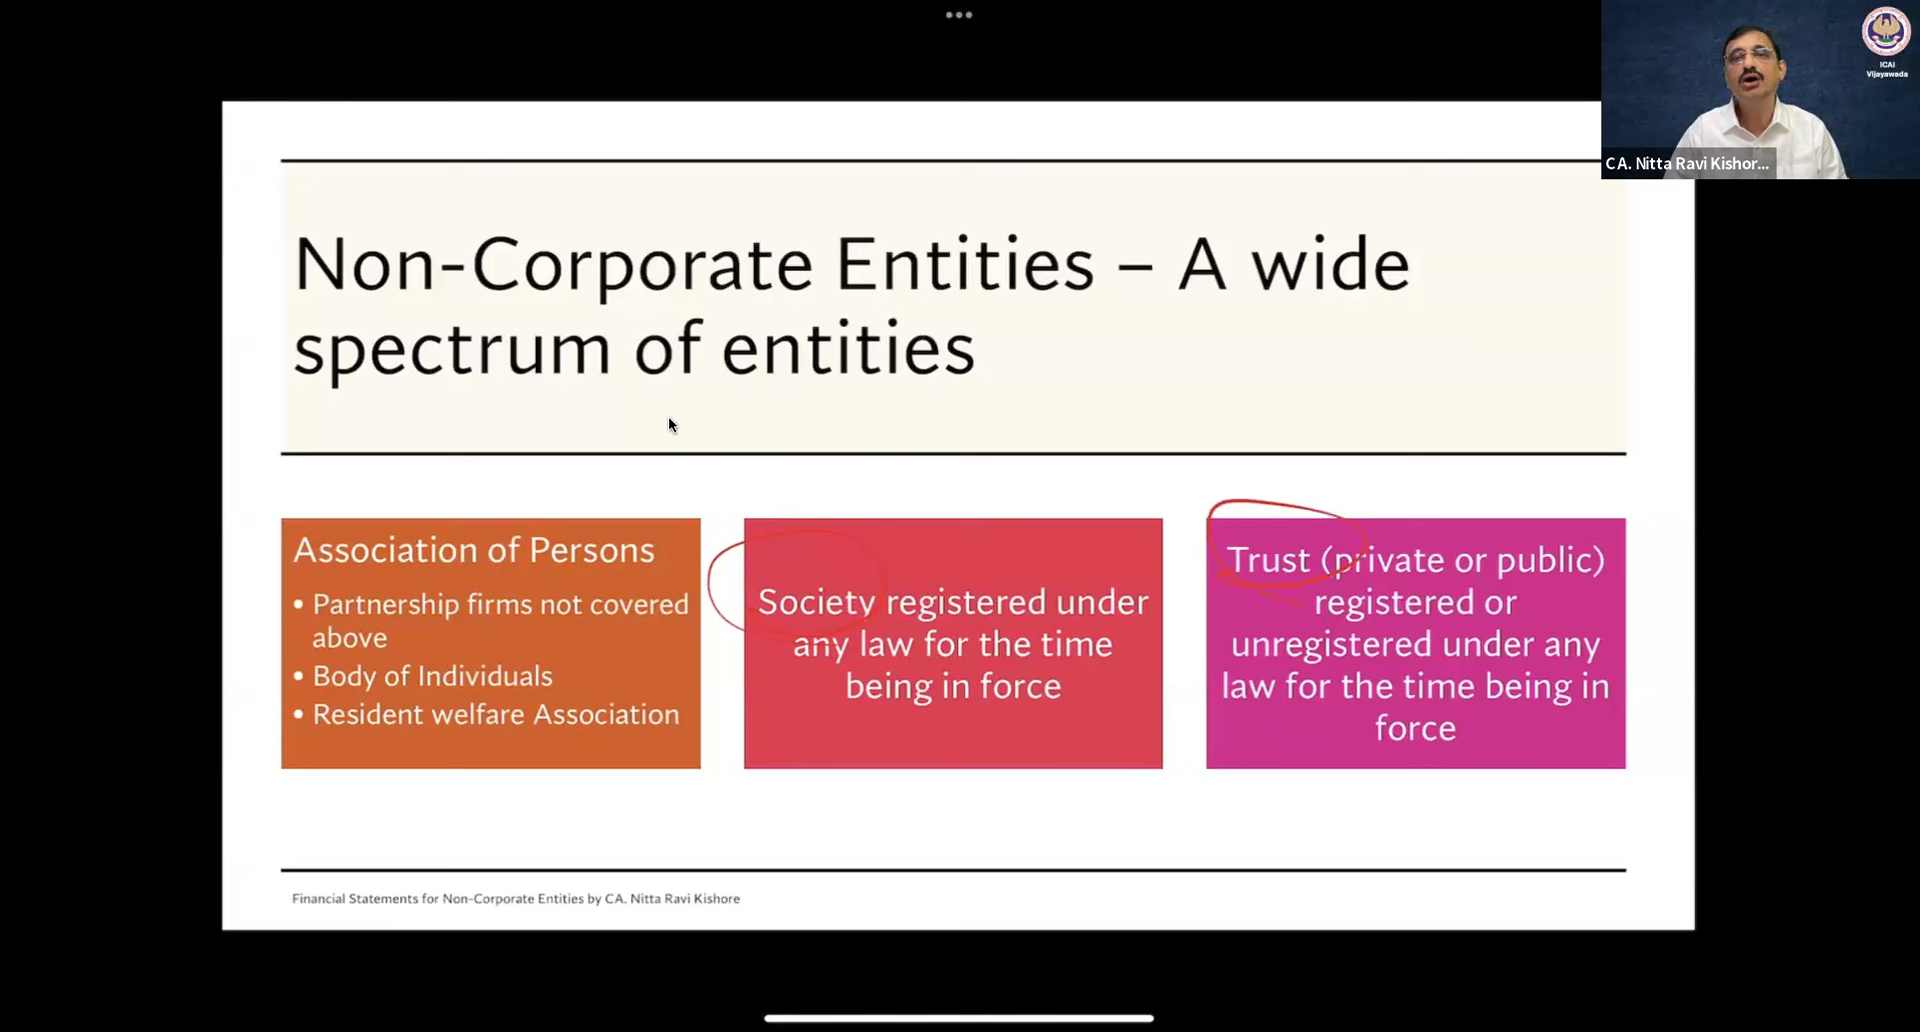 ICAI
Vijayawada
CA. Nitta Ravi Kishor...
Non-Corporate Entities – A wide
spectrum of entities
Association of Persons
• Partnership firms not covered
above
• Body of Individuals
• Resident welfare Association
Society registered under
any law for the time
being in force
Trust (private or public)
registered or
unregistered under any
law for the time being in
force
Financial Statements for Non-Corporate Entities by CA. Nitta Ravi Kishore